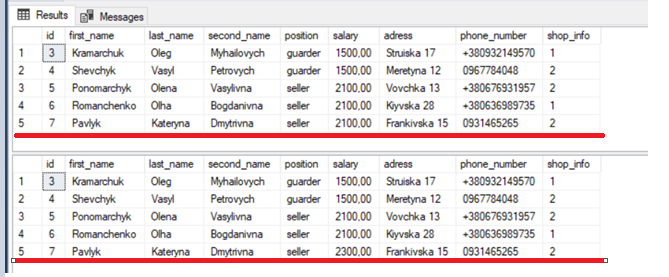 Results Messages
id first_name last_name second_name position salary adress phone_number shop_info
1 3 Kramarchuk Oleg Myhailovych guarder 1500,00 Struiska 17 +380932149570 1
2 4 Shevchyk Vasyl Petrovych guarder 1500,00 Meretyna 12 0967784048 2
3 5 Ponomarchyk Olena Vasylivna seller 2100,00 Vovchka 13 +380676931957 2
4 6 Romanchenko Olha Bogdanivna seller 2100,00 Kiyvska 28 +380636989735 1
5 7 Pavlyk Kateryna Dmytrivna seller 2100,00 Frankivska 15 0931465265 2
id first_name last_name second_name position salary adress phone_number shop_info
1 3 Kramarchuk Oleg Myhailovych guarder 1500,00 Struiska 17 +380932149570 1
2 4 Shevchyk Vasyl Petrovych guarder 1500,00 Meretyna 12 0967784048 2
3 5 Ponomarchyk Olena Vasylivna seller 2100,00 Vovchka 13 +380676931957 2
4 6 Romanchenko Olha Bogdanivna seller 2100,00 Kiyvska 28 +380636989735 1
5 7 Pavlyk Kateryna Dmytrivna seller 2300,00 Frankivska 15 0931465265 2